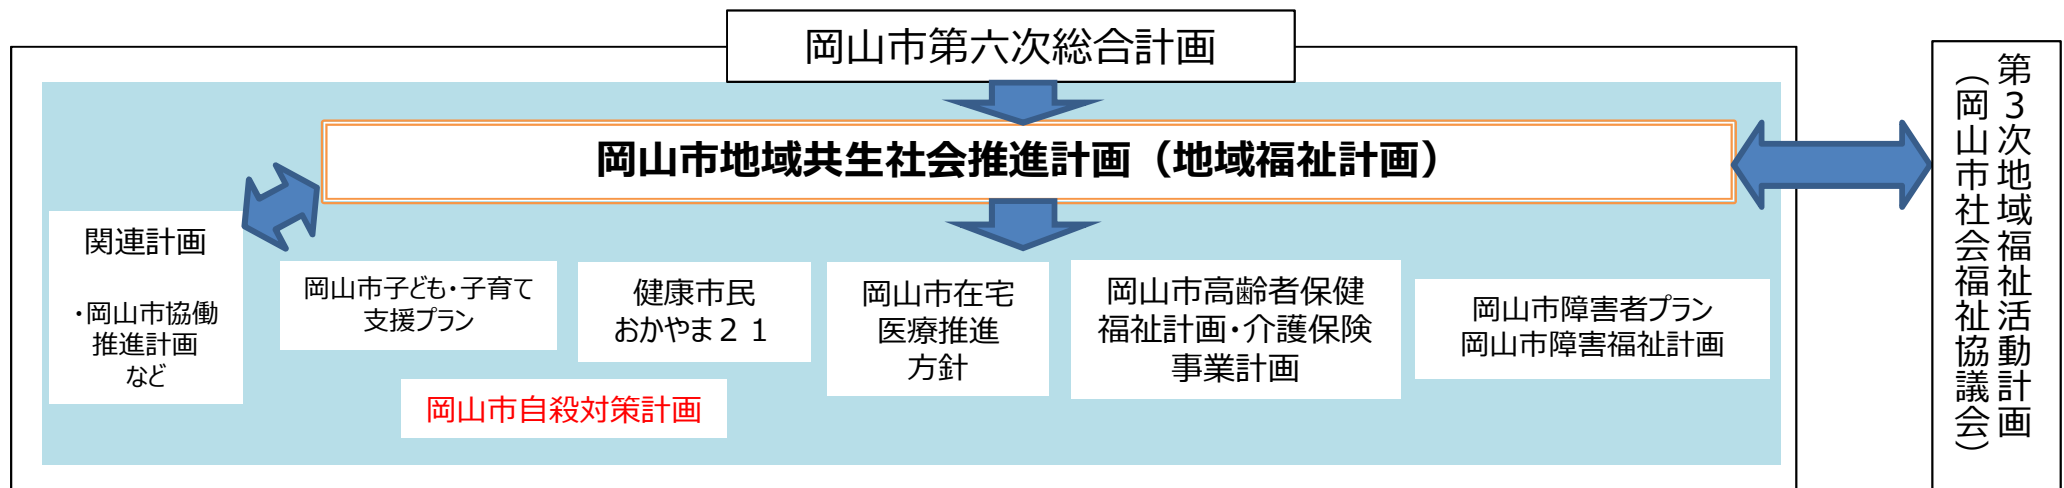 岡山市第六次総合計画
岡山市地域共生社会推進計画（地域福祉計画）
関連計画
・岡山市協働
推進計画
など
岡山市子ども・子育て
支援プラン
健康市民
おかやま２１
岡山市在宅
医療推進
方針
岡山市高齢者保健
福祉計画・介護保険
事業計画
岡山市障害者プラン
岡山市障害福祉計画
岡山市自殺対策計画
第３次地域福祉活動計画
（岡山市社会福祉協議会）